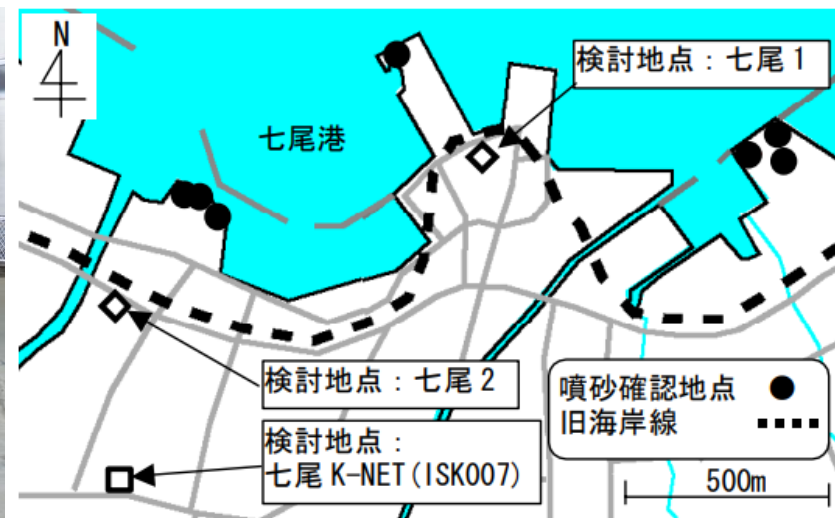 N
検討地点：七尾1
七尾港
検討地点：七尾2
検討地点：
七尾 K-NET(ISK007)
噴砂確認地点
旧海岸線
500m